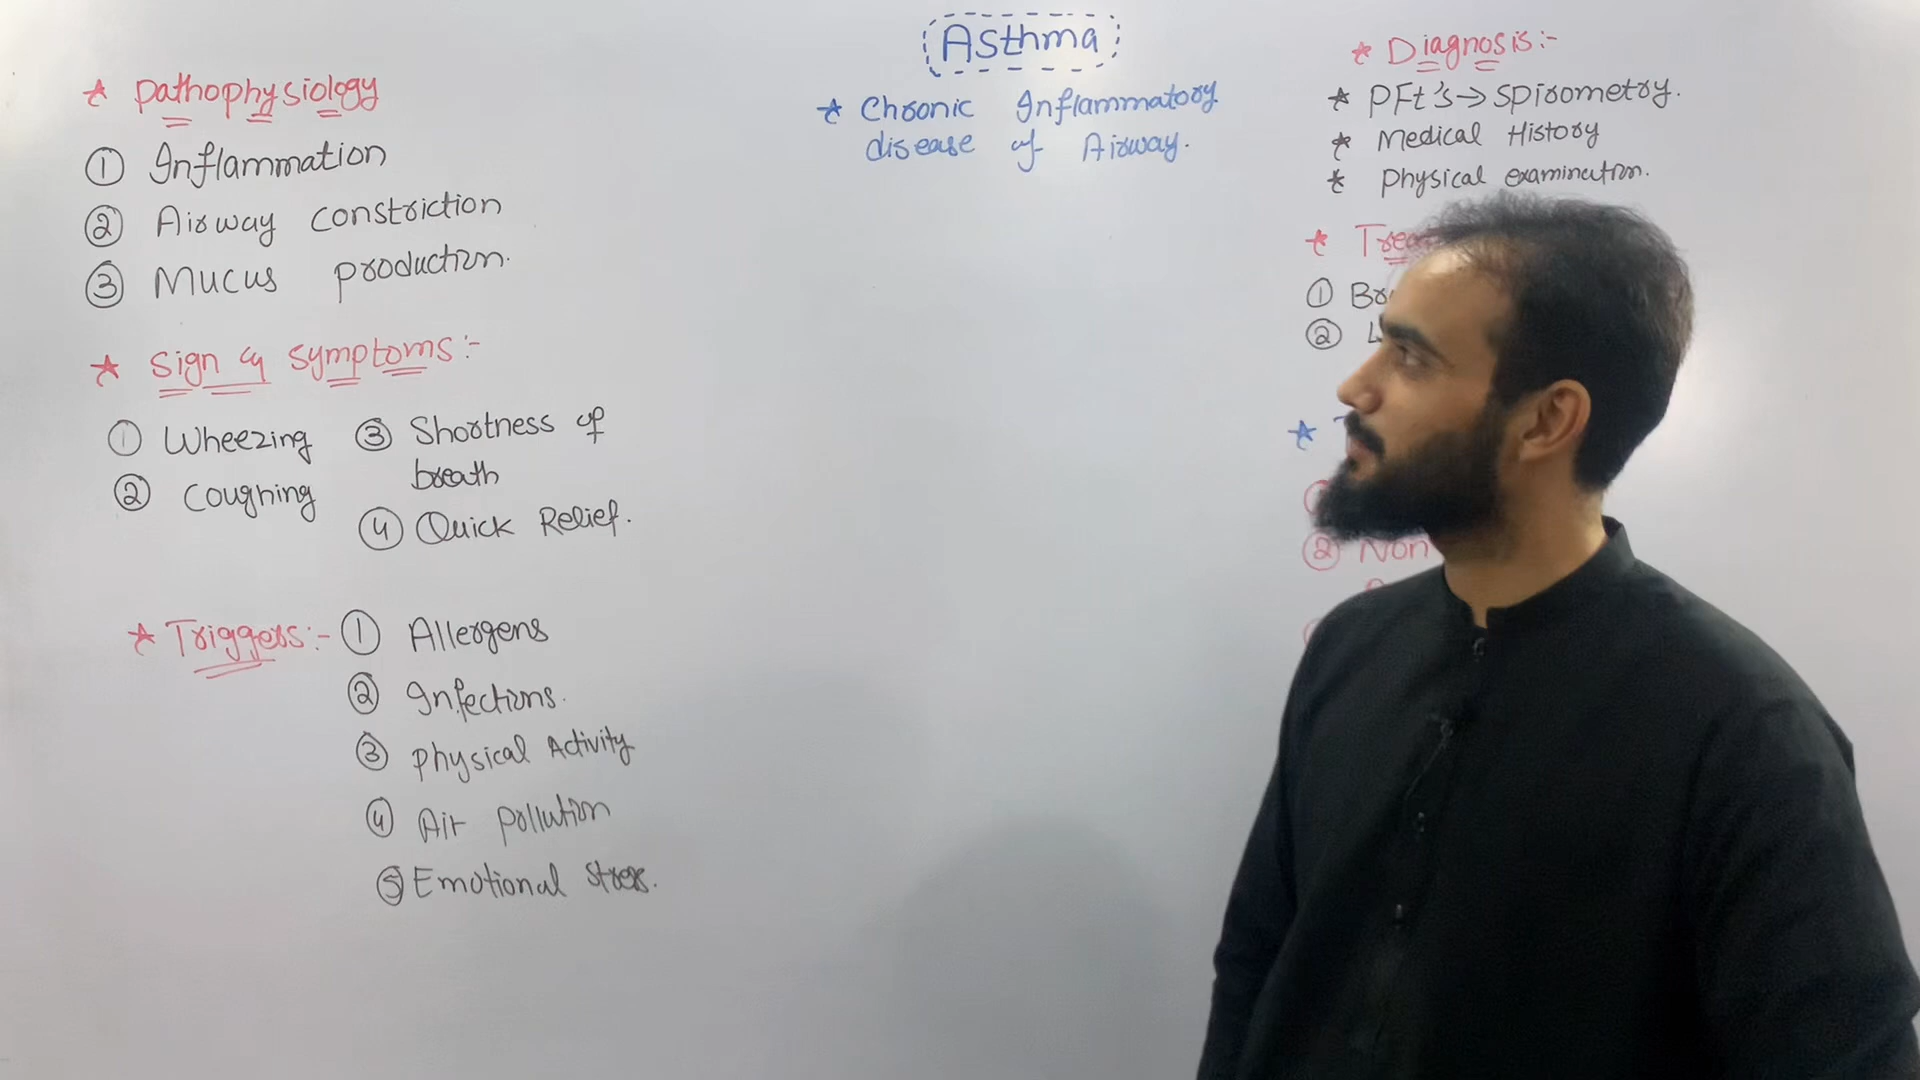 Asthma
* Chronic Inflammatory
disease of Airway.
* Pathophysiology
① Inflammation
② Airway constriction
③ Mucus production.
* Sign & Symptoms:-
① Wheezing
② Coughing
③ Shortness of
breath
④ Quick Relief.
* Triggers:-
① Allergens
② Infections.
③ Physical Activity
④ Air Pollution
⑤ Emotional Stress.
* Diagnosis:-
* PFt's→ Spirometry.
* Medical History
* Physical examination.
*
①
②
*
② Non